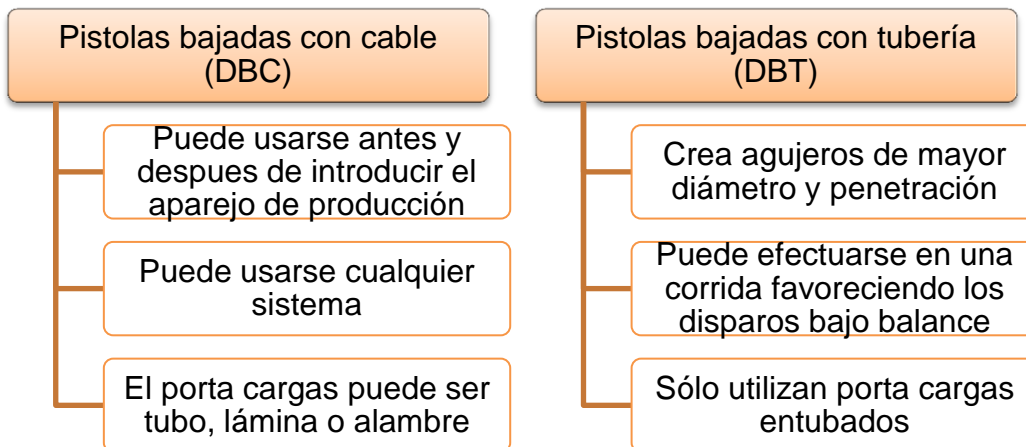 Pistolas bajadas con cable
(DBC)
Puede usarse antes y
despues de introducir el
aparejo de producción
Puede usarse cualquier
sistema
El porta cargas puede ser
tubo, lámina o alambre
Pistolas bajadas con tubería
(DBT)
Crea agujeros de mayor
diámetro y penetración
Puede efectuarse en una
corrida favoreciendo los
disparos bajo balance
Sólo utilizan porta cargas
entubados